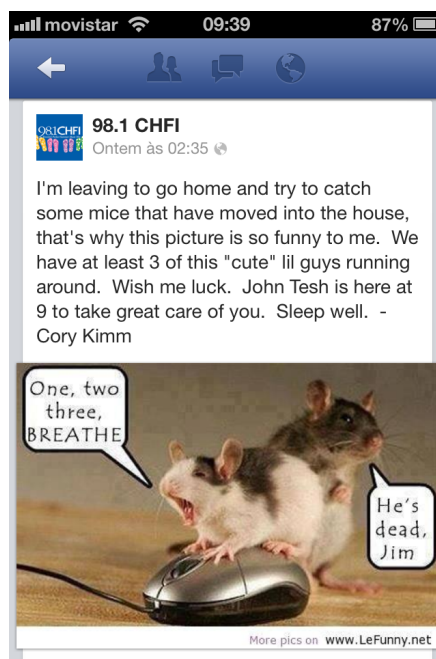 movistar 09:39 87%
98.1CHFI
98.1 CHFI
Ontem às 02:35
I'm leaving to go home and try to catch
some mice that have moved into the house,
that's why this picture is so funny to me.  We
have at least 3 of this "cute" lil guys running
around.  Wish me luck.  John Tesh is here at
9 to take great care of you.  Sleep well.  -
Cory Kimm
One, two
three,
BREATHE
He's
dead,
Jim
More pics on www.LeFunny.net